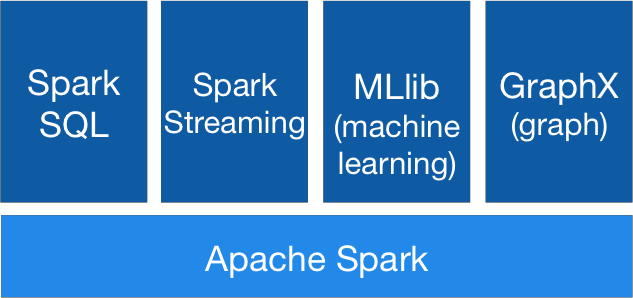 Spark
SQL
Spark
Streaming
MLlib
(machine
learning)
GraphX
(graph)
Apache Spark